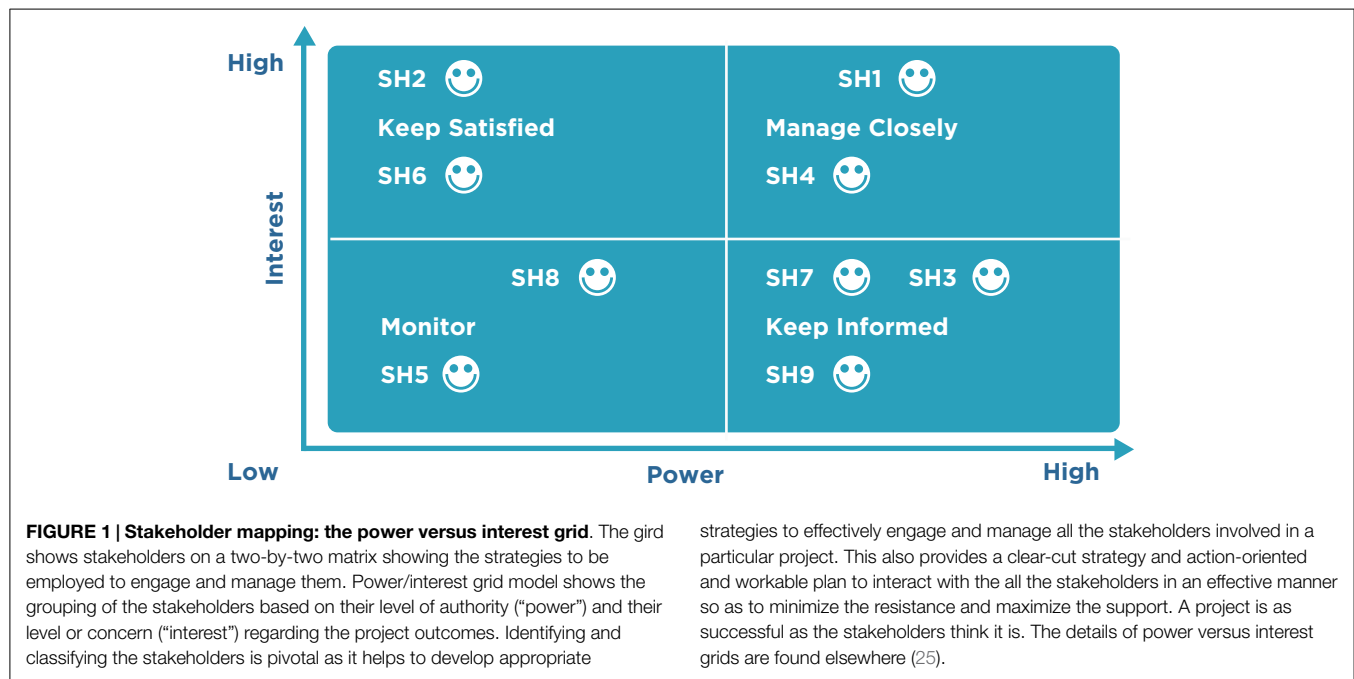 High
SH2
SH1
Keep Satisfied
Manage Closely
SH6
SH4
Interest
SH8
SH7
SH3
Monitor
Keep Informed
SH5
SH9
Low
Power
High
FIGURE 1 | Stakeholder mapping: the power versus interest grid. The gird
shows stakeholders on a two-by-two matrix showing the strategies to be
employed to engage and manage them. Power/interest grid model shows the
grouping of the stakeholders based on their level of authority (“power”) and their
level or concern (“interest”) regarding the project outcomes. Identifying and
classifying the stakeholders is pivotal as it helps to develop appropriate
strategies to effectively engage and manage all the stakeholders involved in a
particular project. This also provides a clear-cut strategy and action-oriented
and workable plan to interact with the all the stakeholders in an effective manner
so as to minimize the resistance and maximize the support. A project is as
successful as the stakeholders think it is. The details of power versus interest
grids are found elsewhere (25).